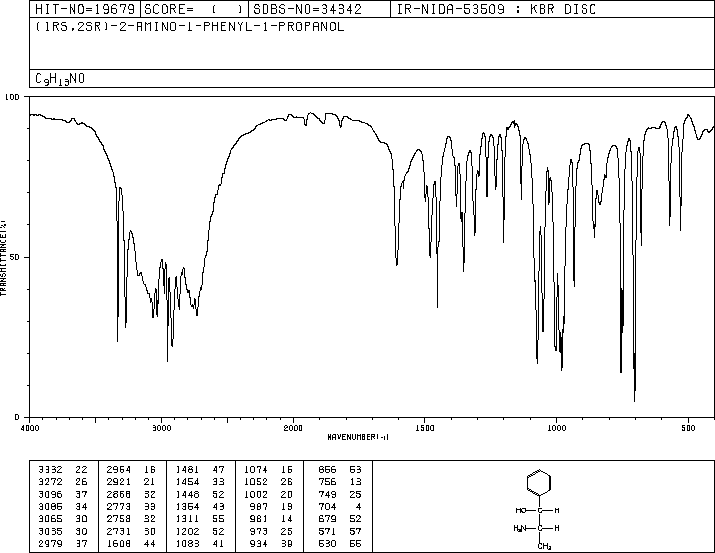 HIT-NO=19679 SCORE= ( ) SDBS-NO=34342 IR-NIDA-53509 : KBR DISC
(1RS,2SR)-2-AMINO-1-PHENYL-1-PROPANOL
C9H13NO
100
50
0
TRANSMITTANCE(%)
4000 3000 2000 1500 1000 500
WAVENUMBER(-1)
3332 22 2954 16 1481 47 1074 16 856 53
3272 26 2921 21 1454 33 1052 26 756 13
3096 37 2868 32 1448 52 1002 20 749 25
3085 34 2773 39 1354 43 987 19 704 4
3065 30 2758 32 1311 55 981 14 679 52
3035 30 2731 30 1202 52 973 25 571 57
2979 37 1608 44 1083 41 934 39 530 55
HO H
H2N H
CH3